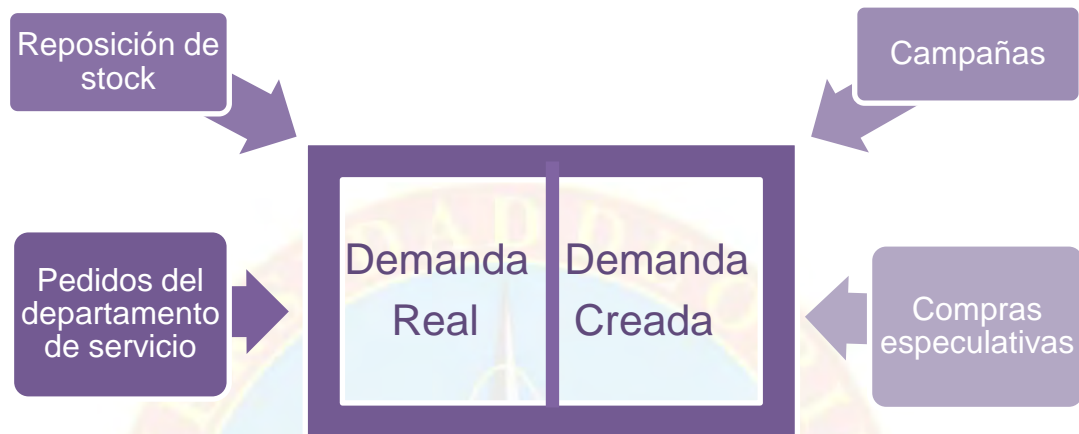 Reposición de
stock
Campañas
Demanda
Real
Demanda
Creada
Pedidos del
departamento
de servicio
Compras
especulativas